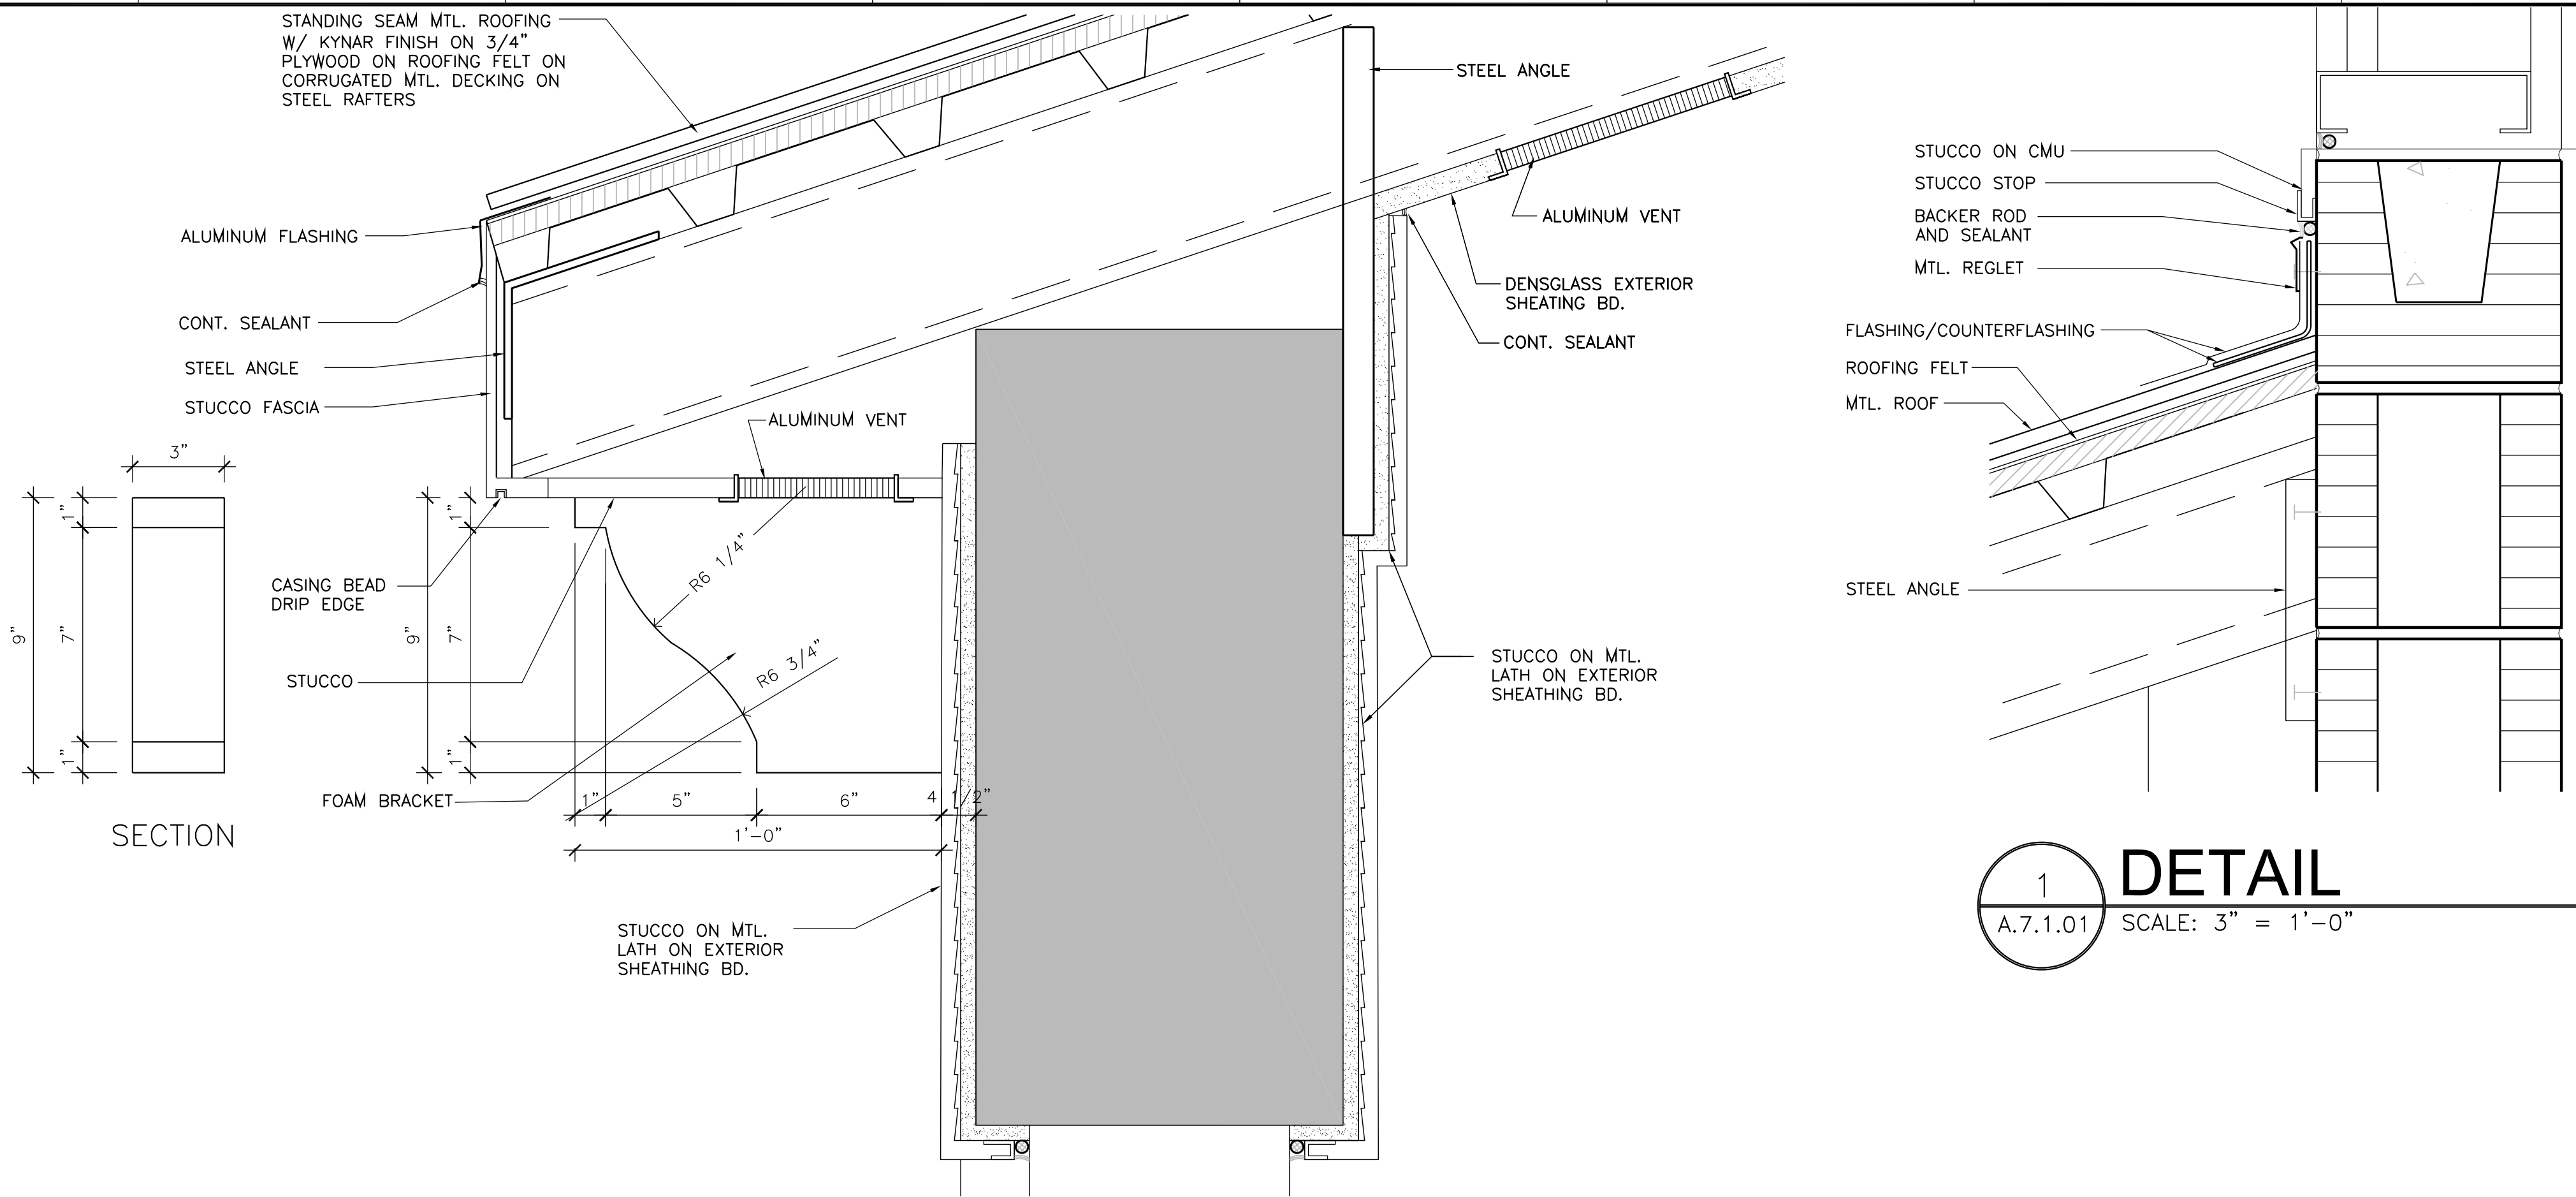 STANDING SEAM MTL. ROOFING
W/ KYNAR FINISH ON 3/4"
PLYWOOD ON ROOFING FELT ON
CORRUGATED MTL. DECKING ON
STEEL RAFTERS
ALUMINUM FLASHING
CONT. SEALANT
STEEL ANGLE
STUCCO FASCIA
3"
9"
1"
7"
1"
SECTION
CASING BEAD
DRIP EDGE
STUCCO
FOAM BRACKET
9"
1"
7"
1"
ALUMINUM VENT
R6 1/4"
R6 3/4"
1"
5"
6"
4 1/2"
1'-0"
STUCCO ON MTL.
LATH ON EXTERIOR
SHEATHING BD.
STEEL ANGLE
ALUMINUM VENT
DENSGLASS EXTERIOR
SHEATING BD.
CONT. SEALANT
STUCCO ON MTL.
LATH ON EXTERIOR
SHEATHING BD.
STUCCO ON CMU
STUCCO STOP
BACKER ROD
AND SEALANT
MTL. REGLET
FLASHING/COUNTERFLASHING
ROOFING FELT
MTL. ROOF
STEEL ANGLE
1
A.7.1.01
DETAIL
SCALE: 3" = 1'-0"